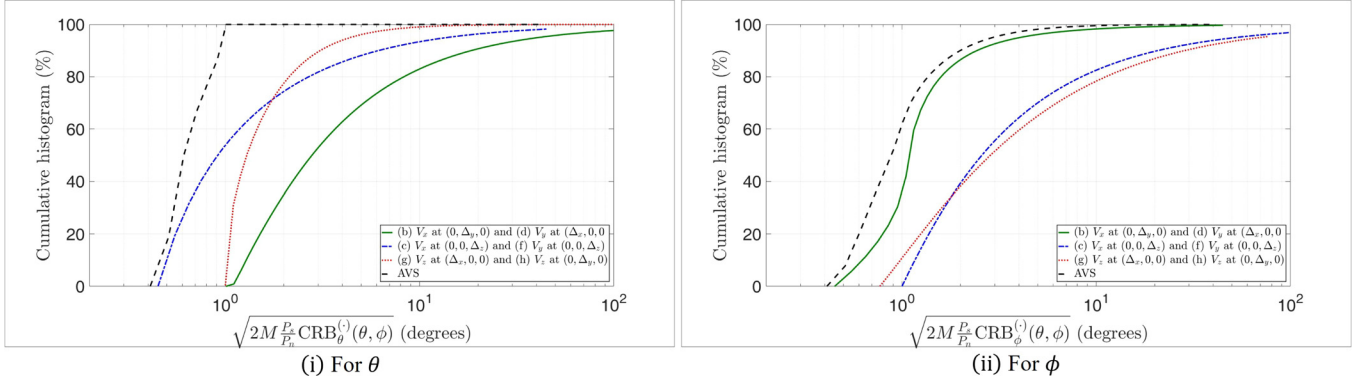 100
80
60
40
20
0
Cumulative histogram (%)
(b) V_x at (0, Δ_y, 0) and (d) V_y at (Δ_x, 0, 0
(c) V_x at (0, 0, Δ_z) and (f) V_y at (0, 0, Δ_z)
(g) V_z at (Δ_x, 0, 0) and (h) V_z at (0, Δ_y, 0)
AVS
10^0
10^1
10^2
√(2M P_s/P_n CRB_θ^(·)(θ, ϕ)) (degrees)
(i) For θ
100
80
60
40
20
0
Cumulative histogram (%)
(b) V_x at (0, Δ_y, 0) and (d) V_y at (Δ_x, 0, 0
(c) V_x at (0, 0, Δ_z) and (f) V_y at (0, 0, Δ_z)
(g) V_z at (Δ_x, 0, 0) and (h) V_z at (0, Δ_y, 0)
AVS
10^0
10^1
10^2
√(2M P_s/P_n CRB_ϕ^(·)(θ, ϕ)) (degrees)
(ii) For ϕ